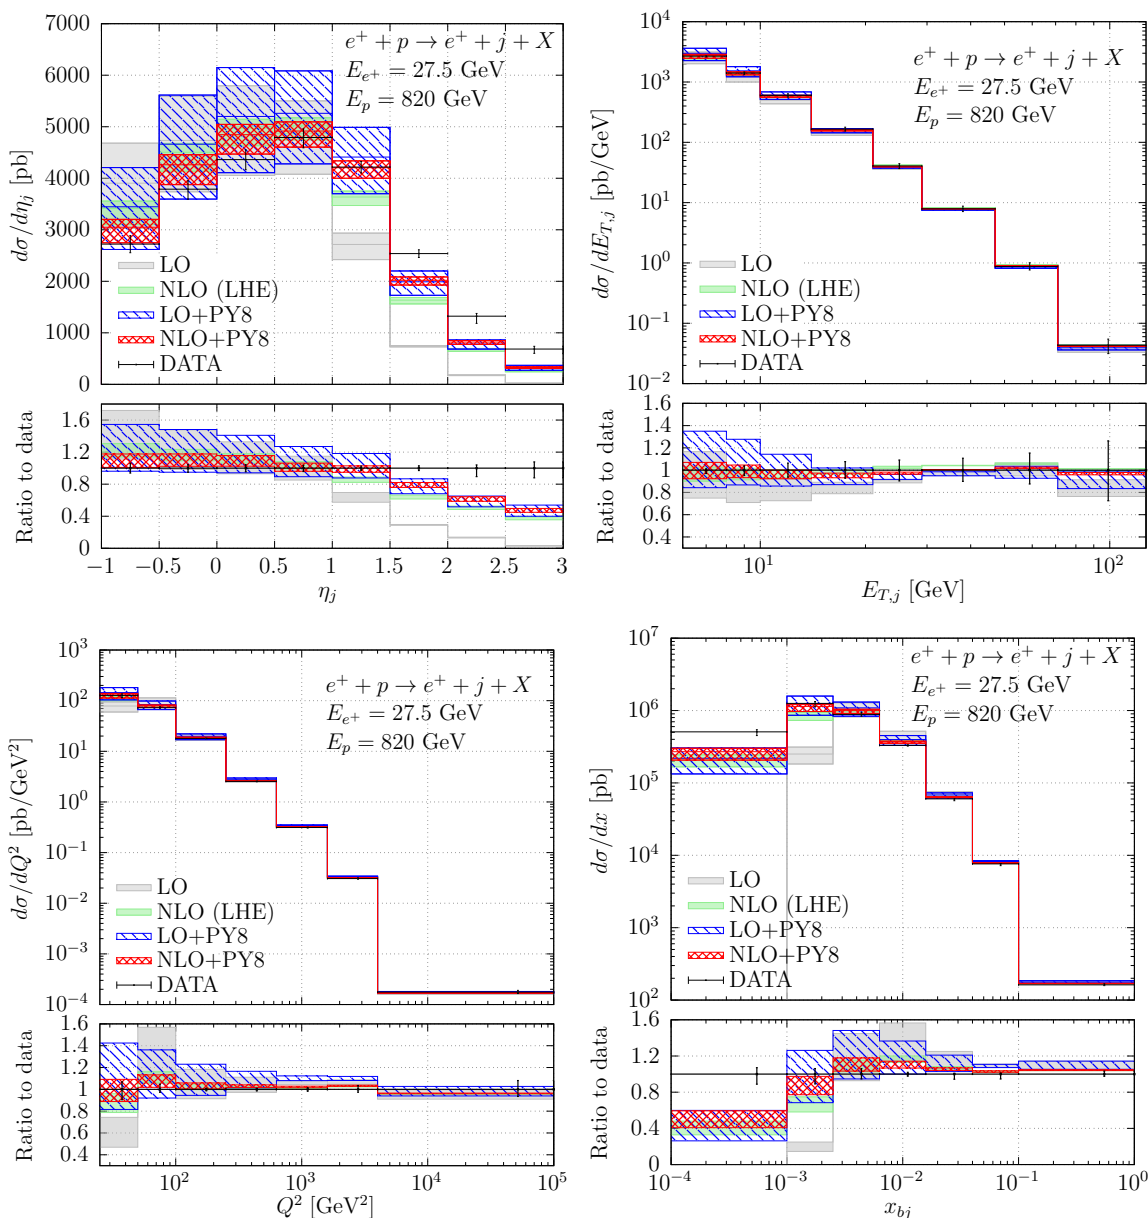 7000
6000
5000
4000
3000
2000
1000
0
dσ/dη_j [pb]
e⁺ + p → e⁺ + j + X
E_{e⁺} = 27.5 GeV
E_p = 820 GeV
LO
NLO (LHE)
LO+PY8
NLO+PY8
DATA
Ratio to data
1.6
1.2
0.8
0.4
0
−1 −0.5 0 0.5 1 1.5 2 2.5 3
η_j
10⁴
10³
10²
10¹
10⁰
10⁻¹
10⁻²
dσ/dE_{T,j} [pb/GeV]
e⁺ + p → e⁺ + j + X
E_{e⁺} = 27.5 GeV
E_p = 820 GeV
LO
NLO (LHE)
LO+PY8
NLO+PY8
DATA
Ratio to data
1.6
1.4
1.2
1
0.8
0.6
0.4
10¹ 10²
E_{T,j} [GeV]
10³
10²
10¹
10⁰
10⁻¹
10⁻²
10⁻³
10⁻⁴
dσ/dQ² [pb/GeV²]
e⁺ + p → e⁺ + j + X
E_{e⁺} = 27.5 GeV
E_p = 820 GeV
LO
NLO (LHE)
LO+PY8
NLO+PY8
DATA
Ratio to data
1.6
1.4
1.2
1
0.8
0.6
0.4
10² 10³ 10⁴ 10⁵
Q² [GeV²]
10⁷
10⁶
10⁵
10⁴
10³
10²
dσ/dx [pb]
e⁺ + p → e⁺ + j + X
E_{e⁺} = 27.5 GeV
E_p = 820 GeV
LO
NLO (LHE)
LO+PY8
NLO+PY8
DATA
Ratio to data
1.6
1.2
0.8
0.4
0
10⁻⁴ 10⁻³ 10⁻² 10⁻¹ 10⁰
x_{bj}